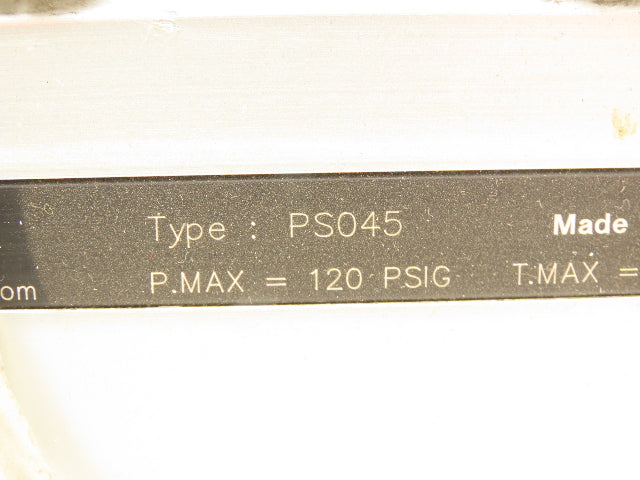 Type : PS045 Made
om P.MAX = 120 PSIG T.MAX =